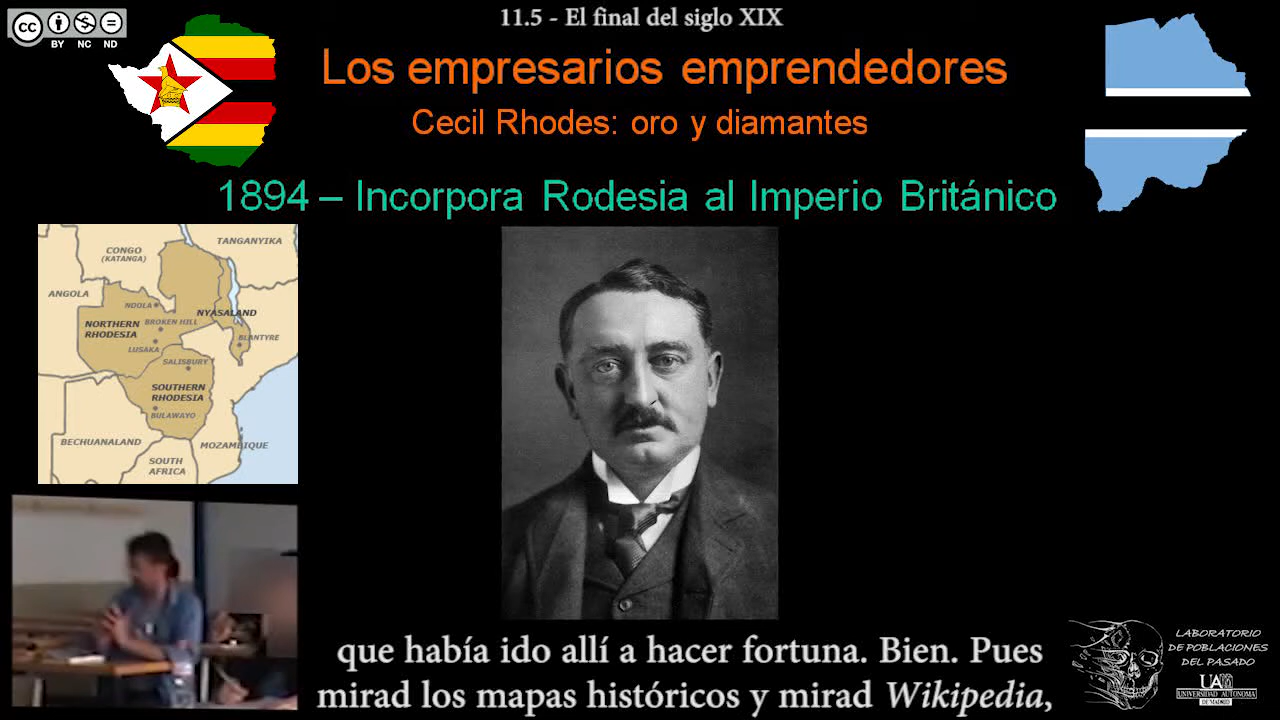 11.5 - El final del siglo XIX
cc
BY NC ND
Los empresarios emprendedores
Cecil Rhodes: oro y diamantes
1894 – Incorpora Rodesia al Imperio Británico
TANGANYIKA
CONGO
(KATANGA)
ANGOLA
NDOLA
NYASALAND
NORTHERN
RHODESIA
BROKEN HILL
BLANTYRE
LUSAKA
SALISBURY
SOUTHERN
RHODESIA
BULAWAYO
BECHUANALAND
MOZAMBIQUE
SOUTH
AFRICA
que había ido allí a hacer fortuna. Bien. Pues
mirad los mapas históricos y mirad Wikipedia,
LABORATORIO
DE POBLACIONES
DEL PASADO
UAM
UNIVERSIDAD AUTONOMA
DE MADRID